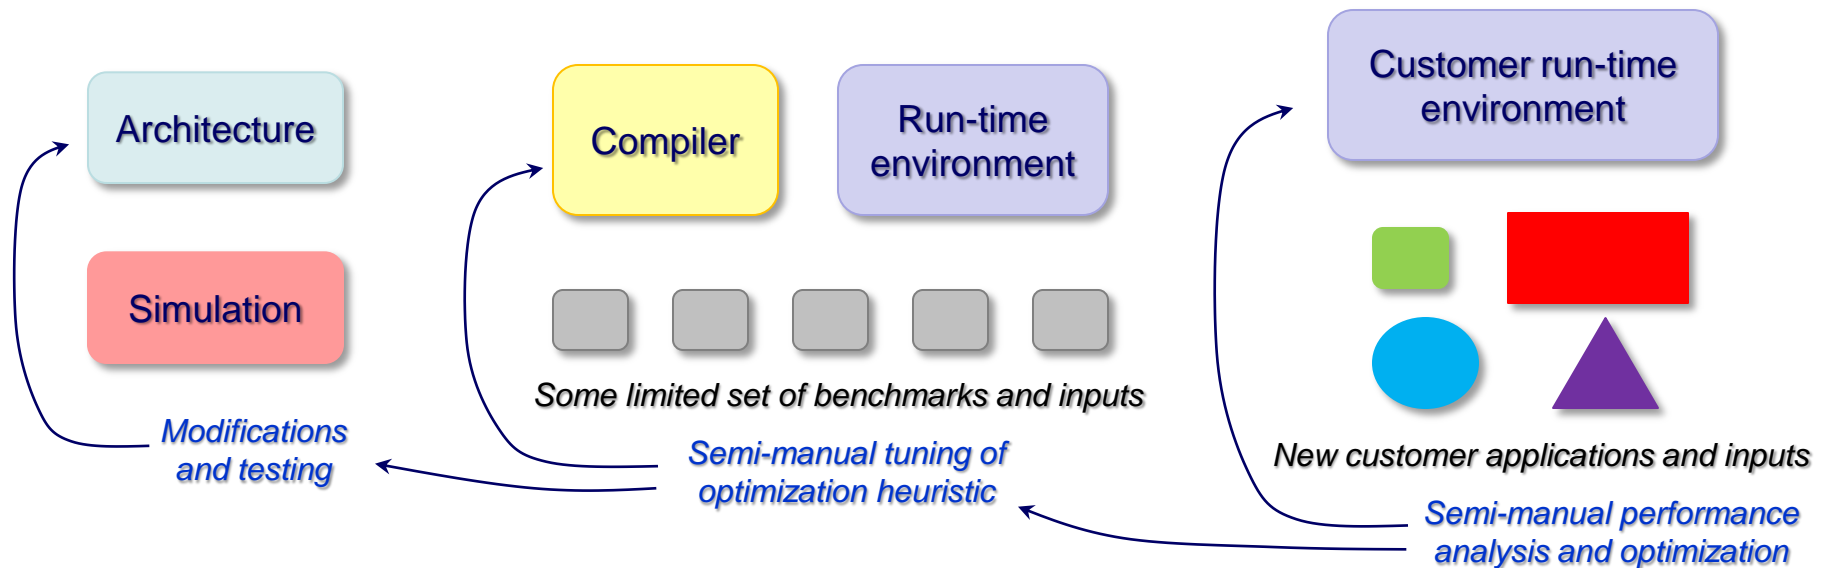 Architecture
Simulation
Modifications
and testing
Compiler
Run-time
environment
Some limited set of benchmarks and inputs
Semi-manual tuning of
optimization heuristic
Customer run-time
environment
New customer applications and inputs
Semi-manual performance
analysis and optimization